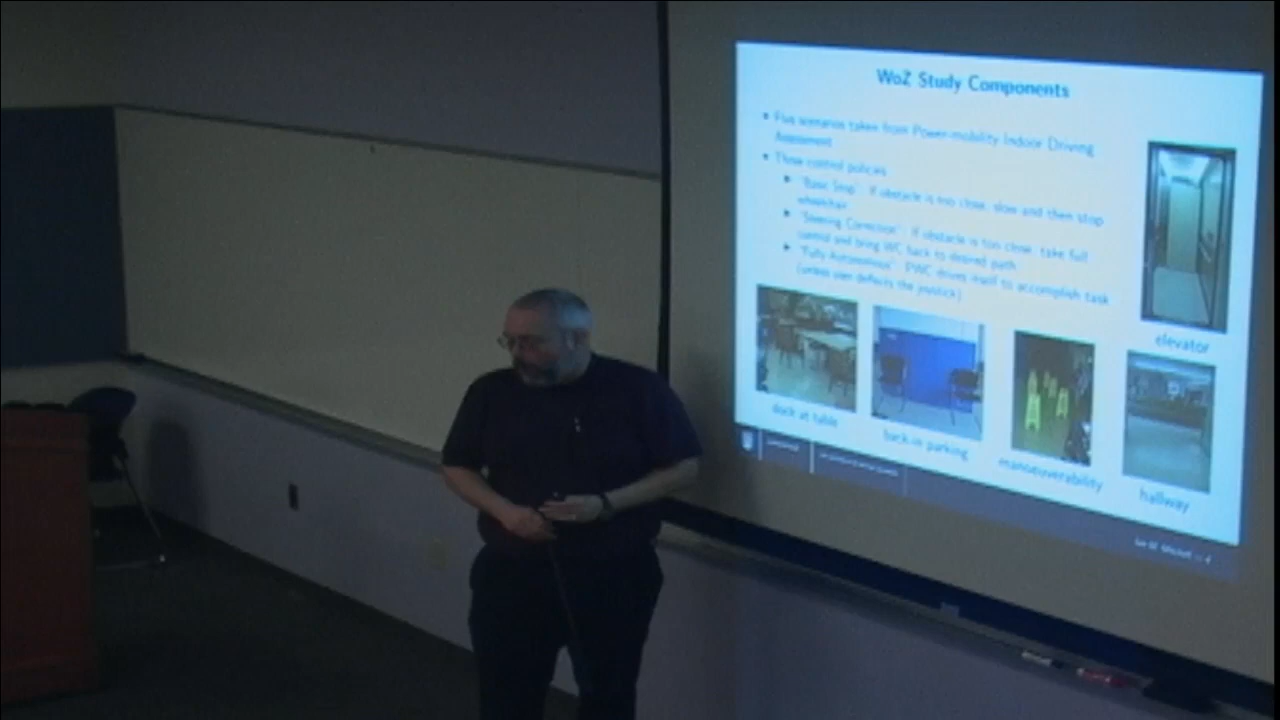 WoZ Study Components
• Five scenarios taken from Power-mobility Indoor Driving
Assessment
• Three control policies
▶ "Basic Stop": If obstacle is too close, slow and then stop
wheelchair
▶ "Steering Correction": If obstacle is too close, take full
control and bring WC back to desired path
▶ "Fully Autonomous": PWC drives itself to accomplish task
(unless user deflects the joystick)
elevator
dock at table
back-in parking
manoeuverability
hallway